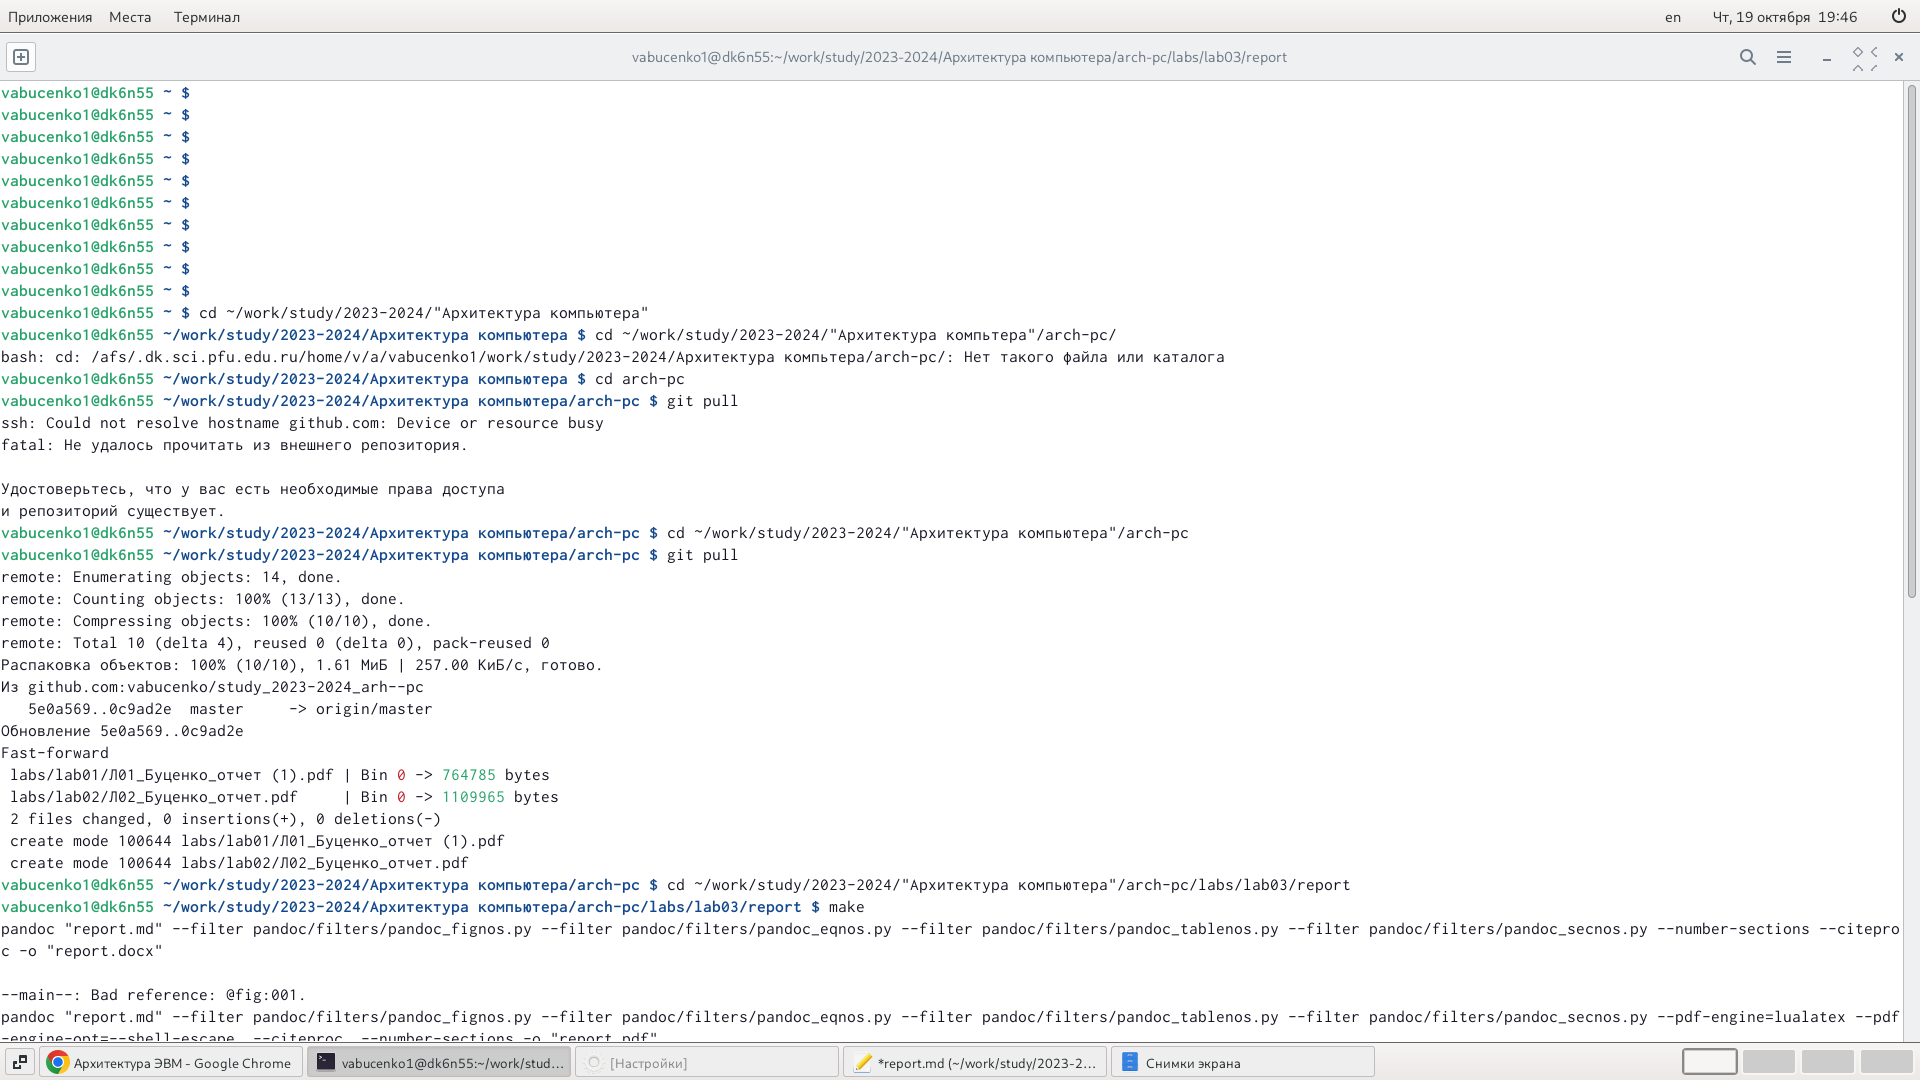 Приложения Места Терминал en Чт, 19 октября 19:46
vabucenko1@dk6n55:~/work/study/2023-2024/Архитектура компьютера/arch-pc/labs/lab03/report
vabucenko1@dk6n55 ~ $
vabucenko1@dk6n55 ~ $
vabucenko1@dk6n55 ~ $
vabucenko1@dk6n55 ~ $
vabucenko1@dk6n55 ~ $
vabucenko1@dk6n55 ~ $
vabucenko1@dk6n55 ~ $
vabucenko1@dk6n55 ~ $
vabucenko1@dk6n55 ~ $
vabucenko1@dk6n55 ~ $
vabucenko1@dk6n55 ~ $ cd ~/work/study/2023-2024/"Архитектура компьютера"
vabucenko1@dk6n55 ~/work/study/2023-2024/Архитектура компьютера $ cd ~/work/study/2023-2024/"Архитектура компьтера"/arch-pc/
bash: cd: /afs/.dk.sci.pfu.edu.ru/home/v/a/vabucenko1/work/study/2023-2024/Архитектура компьтера/arch-pc/: Нет такого файла или каталога
vabucenko1@dk6n55 ~/work/study/2023-2024/Архитектура компьютера $ cd arch-pc
vabucenko1@dk6n55 ~/work/study/2023-2024/Архитектура компьютера/arch-pc $ git pull
ssh: Could not resolve hostname github.com: Device or resource busy
fatal: Не удалось прочитать из внешнего репозитория.
Удостоверьтесь, что у вас есть необходимые права доступа
и репозиторий существует.
vabucenko1@dk6n55 ~/work/study/2023-2024/Архитектура компьютера/arch-pc $ cd ~/work/study/2023-2024/"Архитектура компьютера"/arch-pc
vabucenko1@dk6n55 ~/work/study/2023-2024/Архитектура компьютера/arch-pc $ git pull
remote: Enumerating objects: 14, done.
remote: Counting objects: 100% (13/13), done.
remote: Compressing objects: 100% (10/10), done.
remote: Total 10 (delta 4), reused 0 (delta 0), pack-reused 0
Распаковка объектов: 100% (10/10), 1.61 МиБ | 257.00 КиБ/с, готово.
Из github.com:vabucenko/study_2023-2024_arh--pc
   5e0a569..0c9ad2e  master     -> origin/master
Обновление 5e0a569..0c9ad2e
Fast-forward
 labs/lab01/Л01_Буценко_отчет (1).pdf | Bin 0 -> 764785 bytes
 labs/lab02/Л02_Буценко_отчет.pdf     | Bin 0 -> 1109965 bytes
 2 files changed, 0 insertions(+), 0 deletions(-)
 create mode 100644 labs/lab01/Л01_Буценко_отчет (1).pdf
 create mode 100644 labs/lab02/Л02_Буценко_отчет.pdf
vabucenko1@dk6n55 ~/work/study/2023-2024/Архитектура компьютера/arch-pc $ cd ~/work/study/2023-2024/"Архитектура компьютера"/arch-pc/labs/lab03/report
vabucenko1@dk6n55 ~/work/study/2023-2024/Архитектура компьютера/arch-pc/labs/lab03/report $ make
pandoc "report.md" --filter pandoc/filters/pandoc_fignos.py --filter pandoc/filters/pandoc_eqnos.py --filter pandoc/filters/pandoc_tablenos.py --filter pandoc/filters/pandoc_secnos.py --number-sections --citepro
c -o "report.docx"
--main--: Bad reference: @fig:001.
pandoc "report.md" --filter pandoc/filters/pandoc_fignos.py --filter pandoc/filters/pandoc_eqnos.py --filter pandoc/filters/pandoc_tablenos.py --filter pandoc/filters/pandoc_secnos.py --pdf-engine=lualatex --pdf
-engine-opt=--shell-escape  --citeproc  --number-sections -o "report.pdf"
Архитектура ЭВМ - Google Chrome vabucenko1@dk6n55:~/work/stud... [Настройки] *report.md (~/work/study/2023-2... Снимки экрана